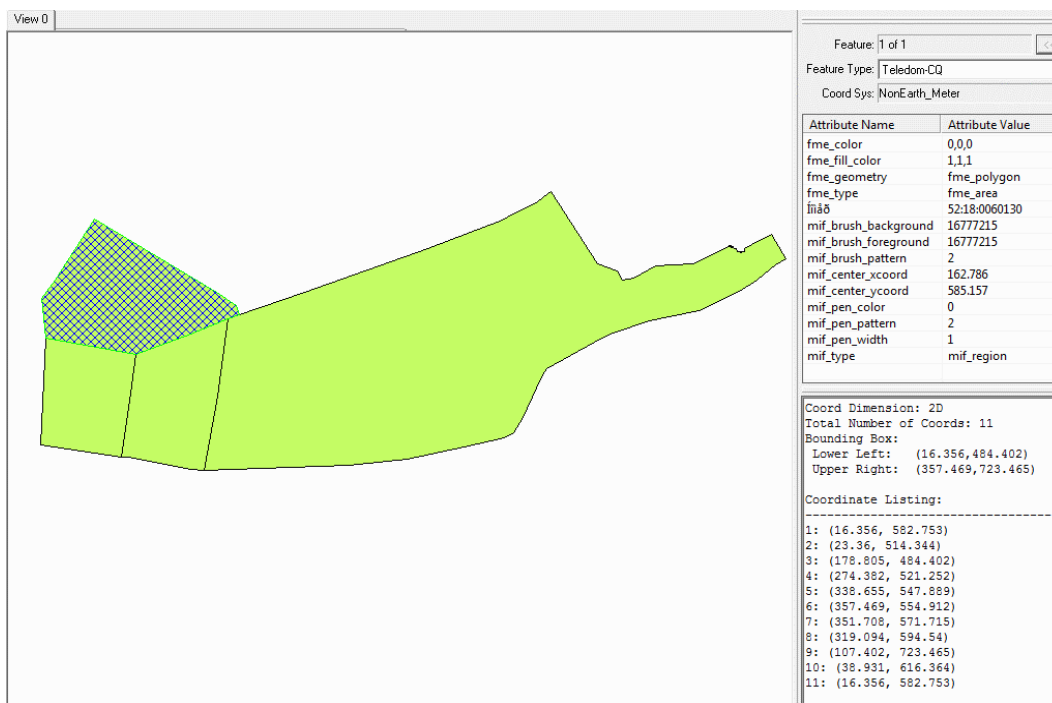 View 0
Feature: 1 of 1
Feature Type: Teledom-CQ
Coord Sys: NonEarth_Meter
Attribute Name Attribute Value
fme_color 0,0,0
fme_fill_color 1,1,1
fme_geometry fme_polygon
fme_type fme_area
Íîìåð 52:18:0060130
mif_brush_background 16777215
mif_brush_foreground 16777215
mif_brush_pattern 2
mif_center_xcoord 162.786
mif_center_ycoord 585.157
mif_pen_color 0
mif_pen_pattern 2
mif_pen_width 1
mif_type mif_region
Coord Dimension: 2D
Total Number of Coords: 11
Bounding Box:
Lower Left: (16.356,484.402)
Upper Right: (357.469,723.465)
Coordinate Listing:
-----------------------------------
1: (16.356, 582.753)
2: (23.36, 514.344)
3: (178.805, 484.402)
4: (274.382, 521.252)
5: (338.655, 547.889)
6: (357.469, 554.912)
7: (351.708, 571.715)
8: (319.094, 594.54)
9: (107.402, 723.465)
10: (38.931, 616.364)
11: (16.356, 582.753)